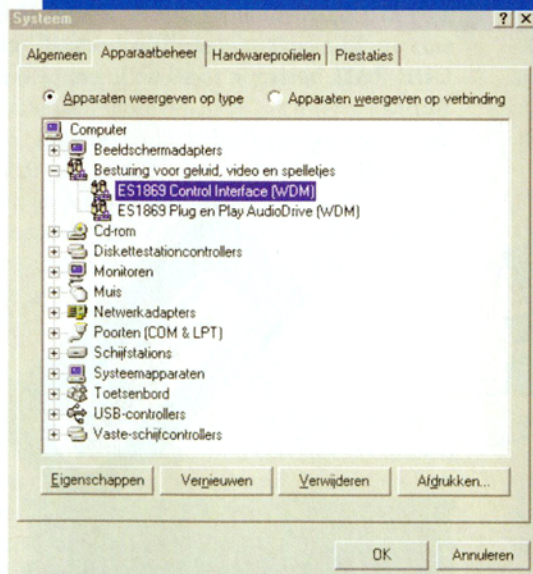 Systeem
Algemeen Apparaatbeheer Hardwareprofielen Prestaties
Apparaten weergeven op type Apparaten weergeven op verbinding
Computer
Beeldschermadapters
Besturing voor geluid, video en spelletjes
ES1869 Control Interface (WDM)
ES1869 Plug en Play AudioDrive (WDM)
Cd-rom
Diskettestationcontrollers
Monitoren
Muis
Netwerkadapters
Poorten (COM & LPT)
Schijfstations
Systeemapparaten
Toetsenbord
USB-controllers
Vaste-schijfcontrollers
Eigenschappen Vernieuwen Verwijderen Afdrukken...
OK Annuleren